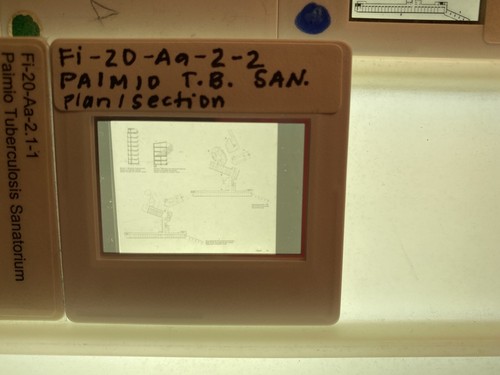 Fi-20-Aa-2-2
PAIMIO T.B. SAN.
plan/section
Fi-20-Aa-2.1-1
Paimio Tuberculosis Sanatorium